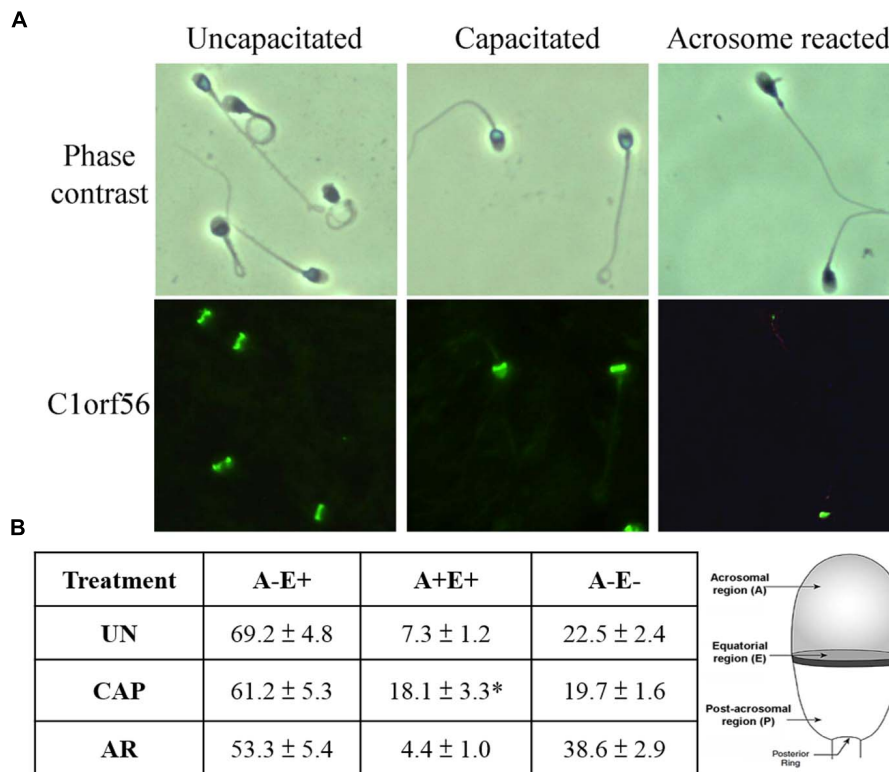 A
Uncapacitated
Capacitated
Acrosome reacted
Phase
contrast
C1orf56
B
Treatment A-E+ A+E+ A-E-
UN 69.2 ± 4.8 7.3 ± 1.2 22.5 ± 2.4
CAP 61.2 ± 5.3 18.1 ± 3.3* 19.7 ± 1.6
AR 53.3 ± 5.4 4.4 ± 1.0 38.6 ± 2.9
Acrosomal
region (A)
Equatorial
region (E)
Post-acrosomal
region (P)
Posterior
Ring